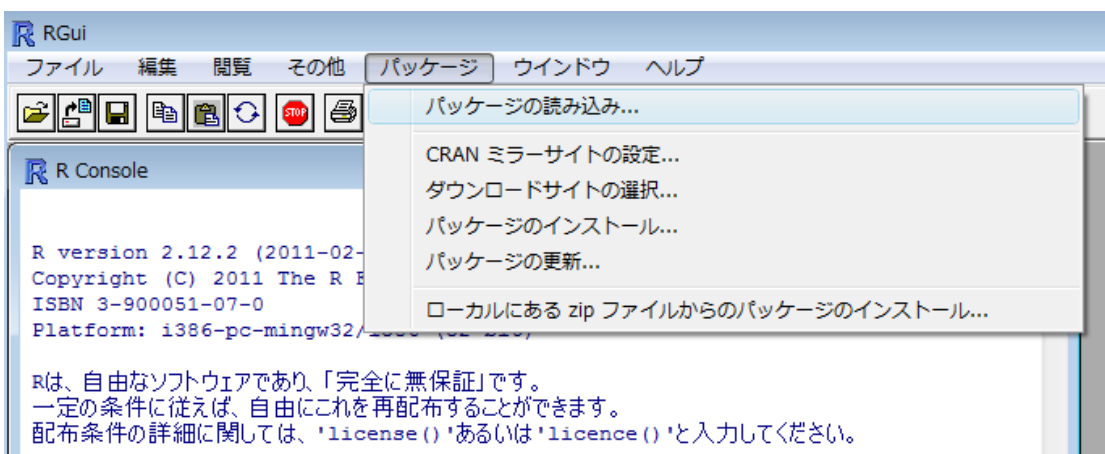 RGui
ファイル 編集 閲覧 その他 パッケージ ウインドウ ヘルプ
STOP
パッケージの読み込み...
CRAN ミラーサイトの設定...
ダウンロードサイトの選択...
パッケージのインストール...
パッケージの更新...
ローカルにある zip ファイルからのパッケージのインストール...
R Console
R version 2.12.2 (2011-02-
Copyright (C) 2011 The R
ISBN 3-900051-07-0
Platform: i386-pc-mingw32/
Rは、自由なソフトウェアであり、「完全に無保証」です。
一定の条件に従えば、自由にこれを再配布することができます。
配布条件の詳細に関しては、'license()'あるいは'licence()'と入力してください。